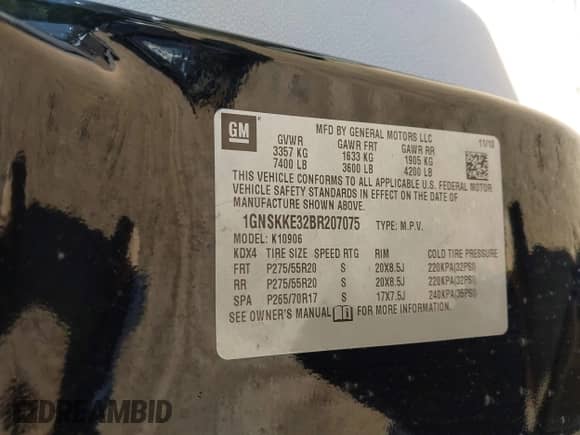 GM
MFD BY GENERAL MOTORS LLC 11/10
GVWR GAWR FRT GAWR RR
3357 KG 1633 KG 1905 KG
7400 LB 3600 LB 4200 LB
THIS VEHICLE CONFORMS TO ALL APPLICABLE U.S. FEDERAL MOTOR
VEHICLE SAFETY STANDARDS IN EFFECT ON THE DATE OF
MANUFACTURE SHOWN ABOVE.
1GNSKKE32BR207075 TYPE: M.P.V.
MODEL: K10906
KDX4 TIRE SIZE SPEED RTG RIM COLD TIRE PRESSURE
FRT P275/55R20 S 20X8.5J 220KPA(32PSI)
RR P275/55R20 S 20X8.5J 220KPA(32PSI)
SPA P265/70R17 S 17X7.5J 240KPA(35PSI)
SEE OWNER'S MANUAL FOR MORE INFORMATION.
DREAMBID